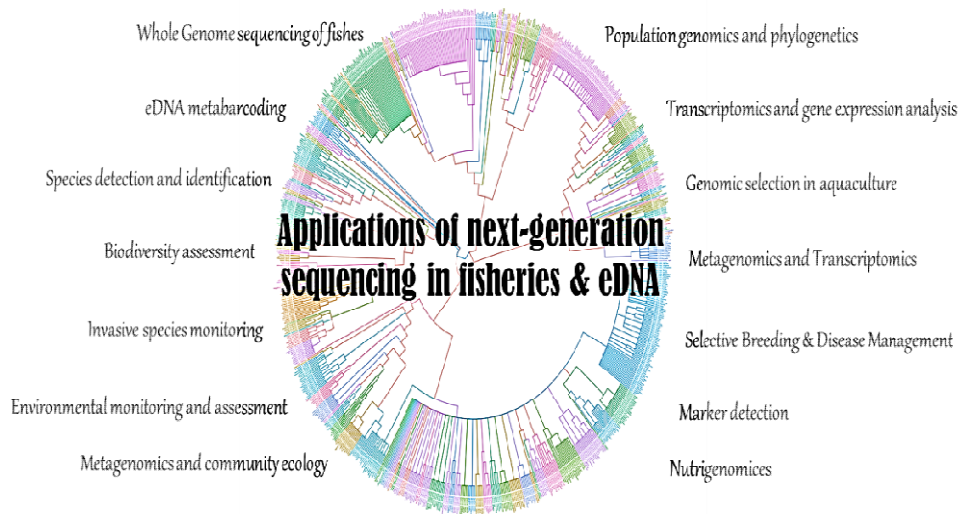 Whole Genome sequencing of fishes
Population genomics and phylogenetics
eDNA metabarcoding
Transcriptomics and gene expression analysis
Species detection and identification
Genomic selection in aquaculture
Applications of next-generation
sequencing in fisheries & eDNA
Biodiversity assessment
Metagenomics and Transcriptomics
Invasive species monitoring
Selective Breeding & Disease Management
Environmental monitoring and assessment
Marker detection
Metagenomics and community ecology
Nutrigenomices